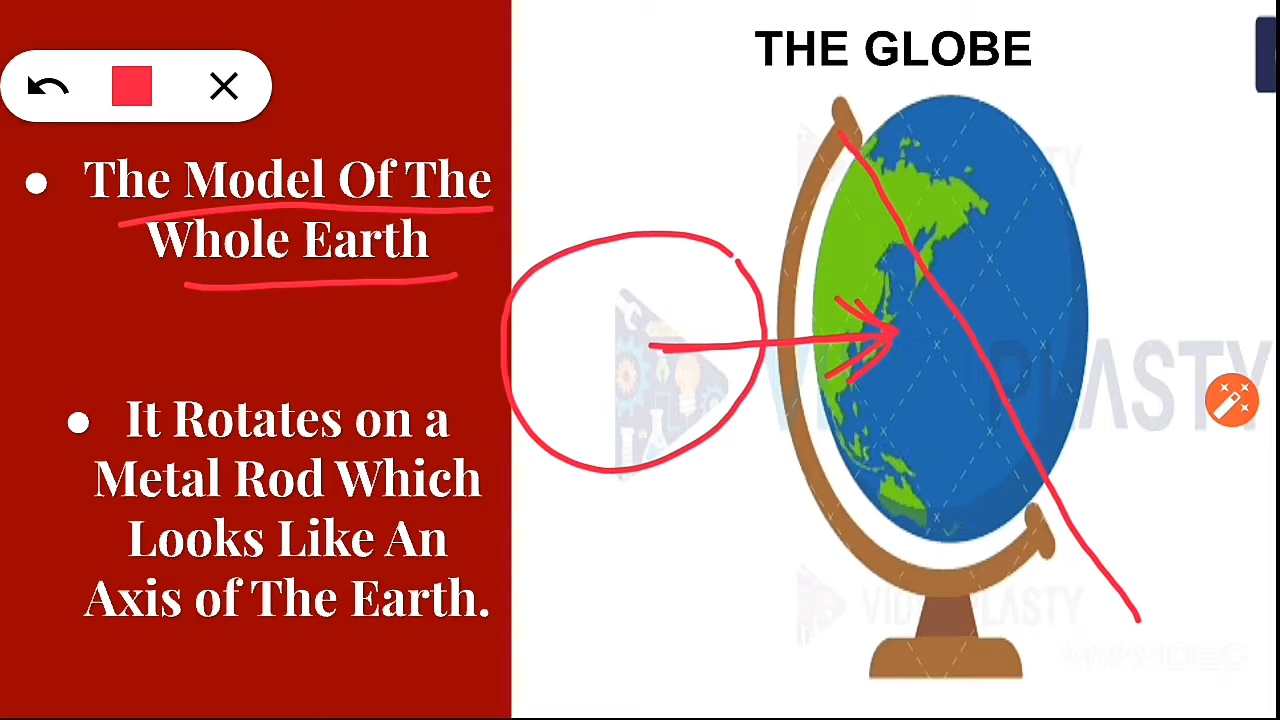 THE GLOBE
● The Model Of The
Whole Earth
● It Rotates on a
Metal Rod Which
Looks Like An
Axis of The Earth.